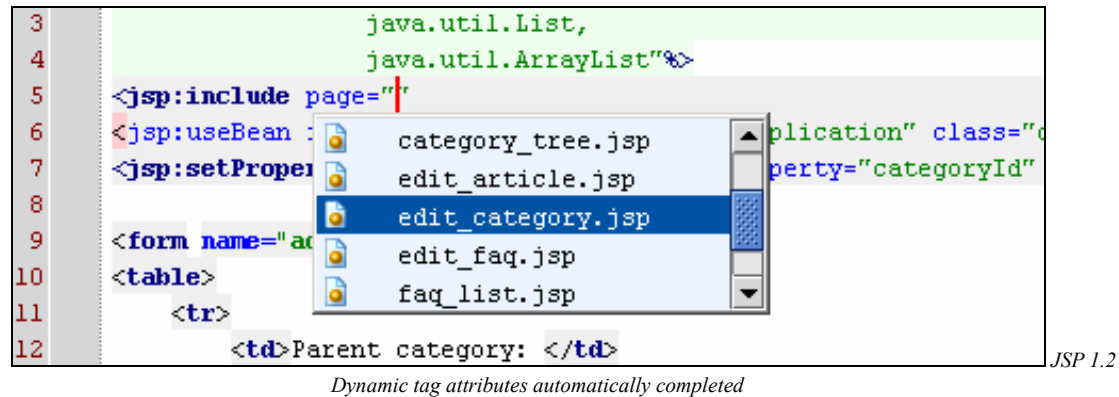 3 java.util.List,
4 java.util.ArrayList"%>
5 <jsp:include page=""
6 <jsp:useBean plication" class="
7 <jsp:setProper perty="categoryId"
8
9 <form name="ad
10 <table>
11 <tr>
12 <td>Parent category: </td>
category_tree.jsp
edit_article.jsp
edit_category.jsp
edit_faq.jsp
faq_list.jsp
JSP 1.2
Dynamic tag attributes automatically completed